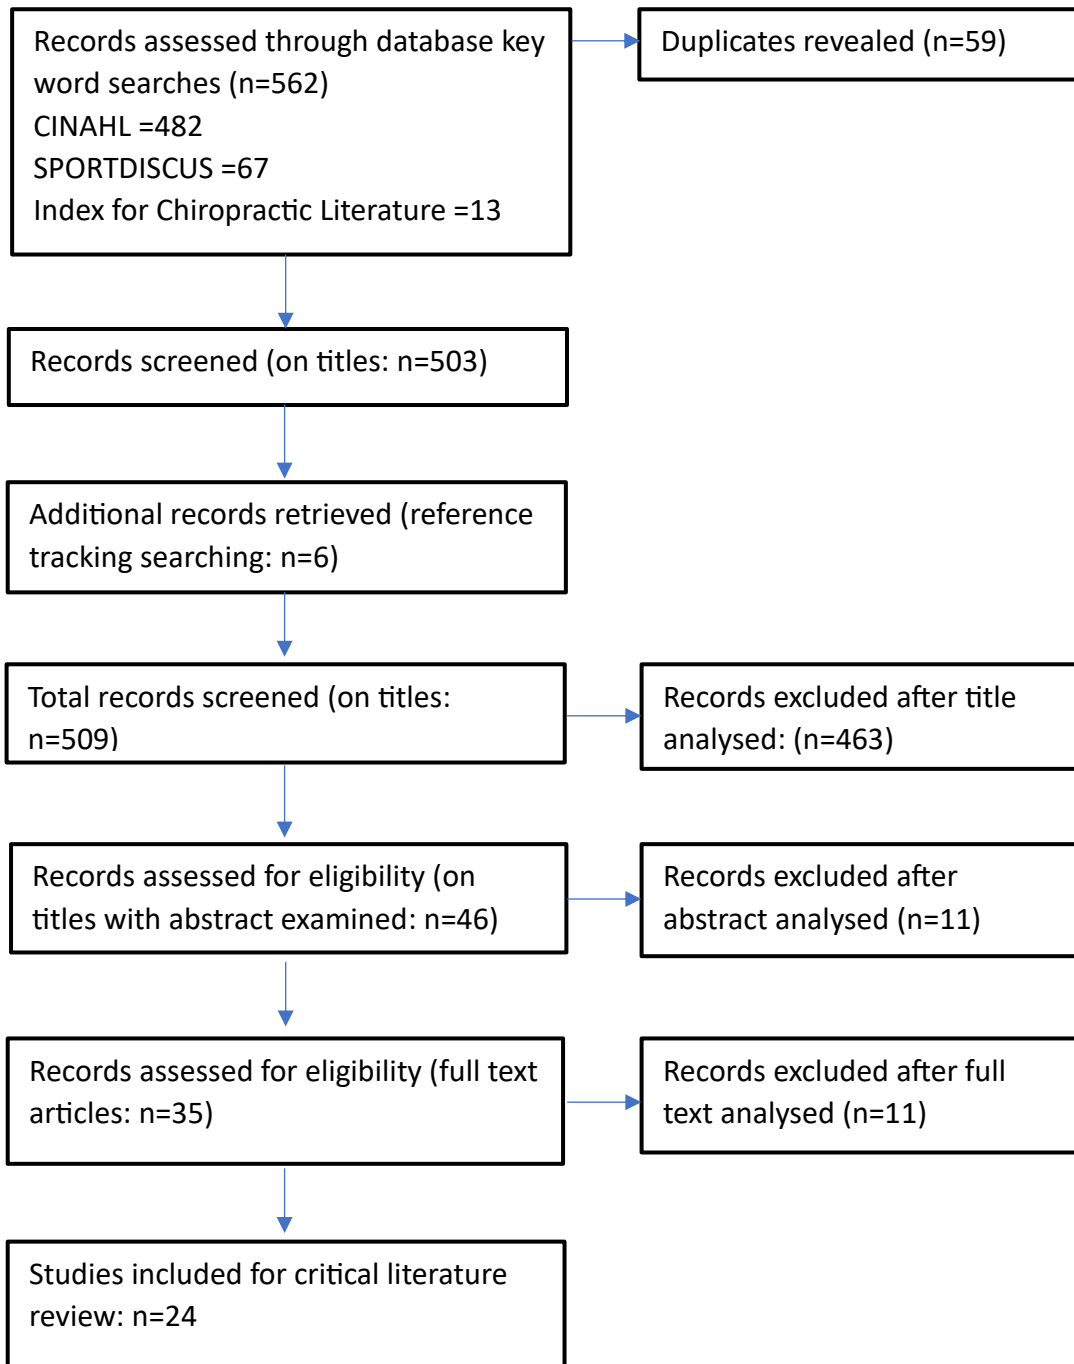 Records assessed through database key
word searches (n=562)
CINAHL =482
SPORTDISCUS =67
Index for Chiropractic Literature =13
Duplicates revealed (n=59)
Records screened (on titles: n=503)
Additional records retrieved (reference
tracking searching: n=6)
Total records screened (on titles:
n=509)
Records excluded after title
analysed: (n=463)
Records assessed for eligibility (on
titles with abstract examined: n=46)
Records excluded after
abstract analysed (n=11)
Records assessed for eligibility (full text
articles: n=35)
Records excluded after full
text analysed (n=11)
Studies included for critical literature
review: n=24